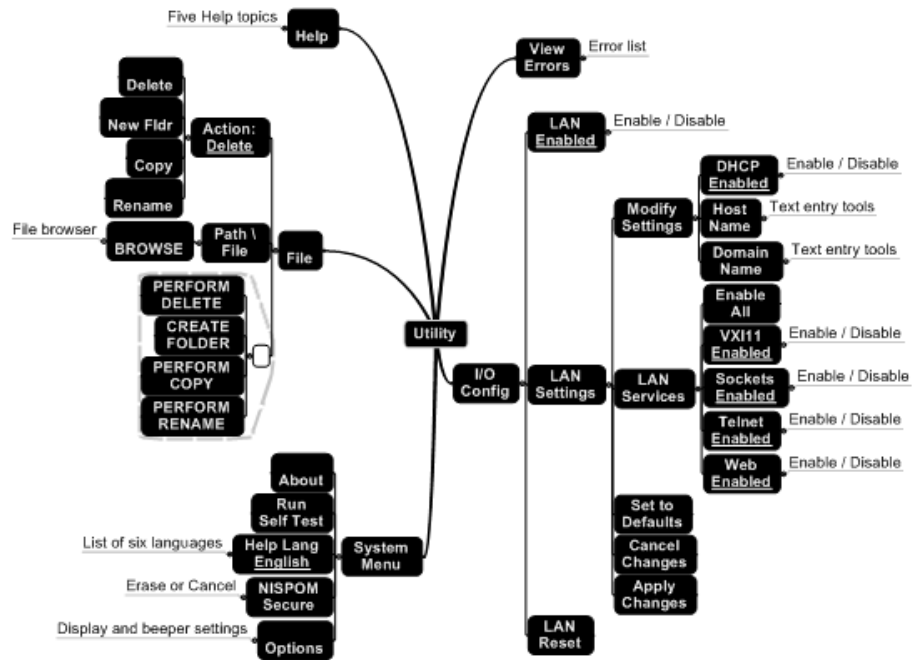 Five Help topics
Help
View
Errors
Error list
Delete
New Fldr
Copy
Rename
Action:
Delete
File browser
BROWSE
Path \
File
File
PERFORM
DELETE
CREATE
FOLDER
PERFORM
COPY
PERFORM
RENAME
Utility
I/O
Config
LAN
Enabled
Enable / Disable
LAN
Settings
Modify
Settings
DHCP
Enabled
Enable / Disable
Host
Name
Text entry tools
Domain
Name
Text entry tools
LAN
Services
Enable
All
VXI11
Enabled
Enable / Disable
Sockets
Enabled
Enable / Disable
Telnet
Enabled
Enable / Disable
Web
Enabled
Enable / Disable
Set to
Defaults
Cancel
Changes
Apply
Changes
LAN
Reset
System
Menu
About
Run
Self Test
List of six languages
Help Lang
English
Erase or Cancel
NISPOM
Secure
Display and beeper settings
Options